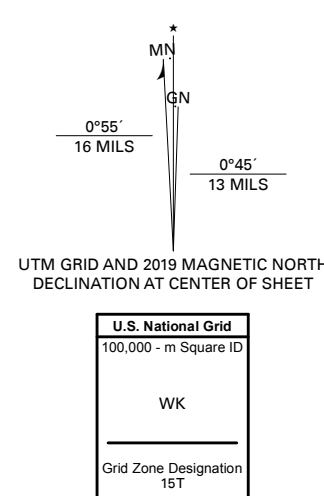 ★
MN
GN
0°55´
16 MILS
0°45´
13 MILS
UTM GRID AND 2019 MAGNETIC NORTH
DECLINATION AT CENTER OF SHEET
U.S. National Grid
100,000 - m Square ID
WK
Grid Zone Designation
15T